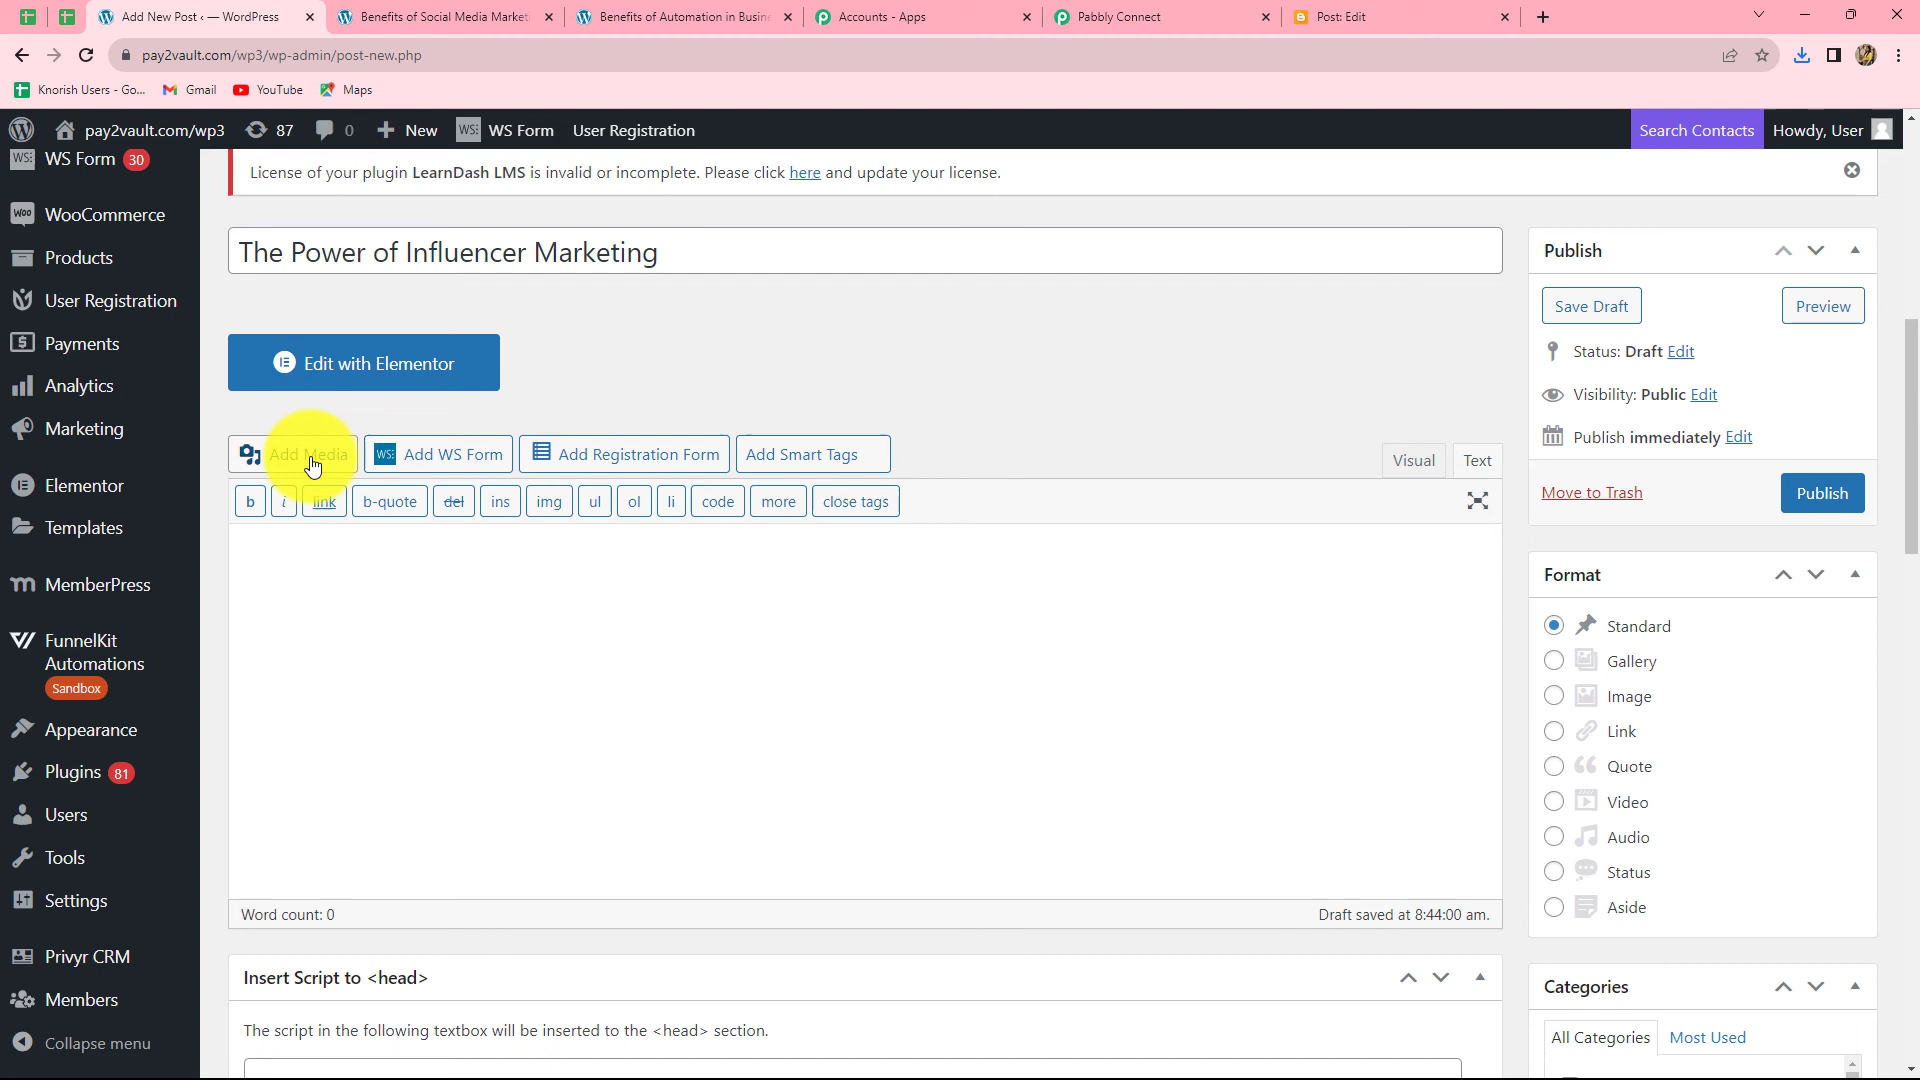 Add New Post ‹ — WordPress
Benefits of Social Media Market
Benefits of Automation in Busin
Accounts - Apps
Pabbly Connect
Post: Edit
pay2vault.com/wp3/wp-admin/post-new.php
Knorish Users - Go...
Gmail
YouTube
Maps
pay2vault.com/wp3
87
0
New
WS Form
User Registration
Search Contacts
Howdy, User
WS Form 30
WooCommerce
Products
User Registration
Payments
Analytics
Marketing
Elementor
Templates
MemberPress
FunnelKit
Automations
Sandbox
Appearance
Plugins 81
Users
Tools
Settings
Privyr CRM
Members
Collapse menu
License of your plugin LearnDash LMS is invalid or incomplete. Please click here and update your license.
The Power of Influencer Marketing
Edit with Elementor
Add Media
Add WS Form
Add Registration Form
Add Smart Tags
Visual
Text
b
i
link
b-quote
del
ins
img
ul
ol
li
code
more
close tags
Word count: 0
Draft saved at 8:44:00 am.
Insert Script to <head>
The script in the following textbox will be inserted to the <head> section.
Publish
Save Draft
Preview
Status: Draft Edit
Visibility: Public Edit
Publish immediately Edit
Move to Trash
Publish
Format
Standard
Gallery
Image
Link
Quote
Video
Audio
Status
Aside
Categories
All Categories
Most Used